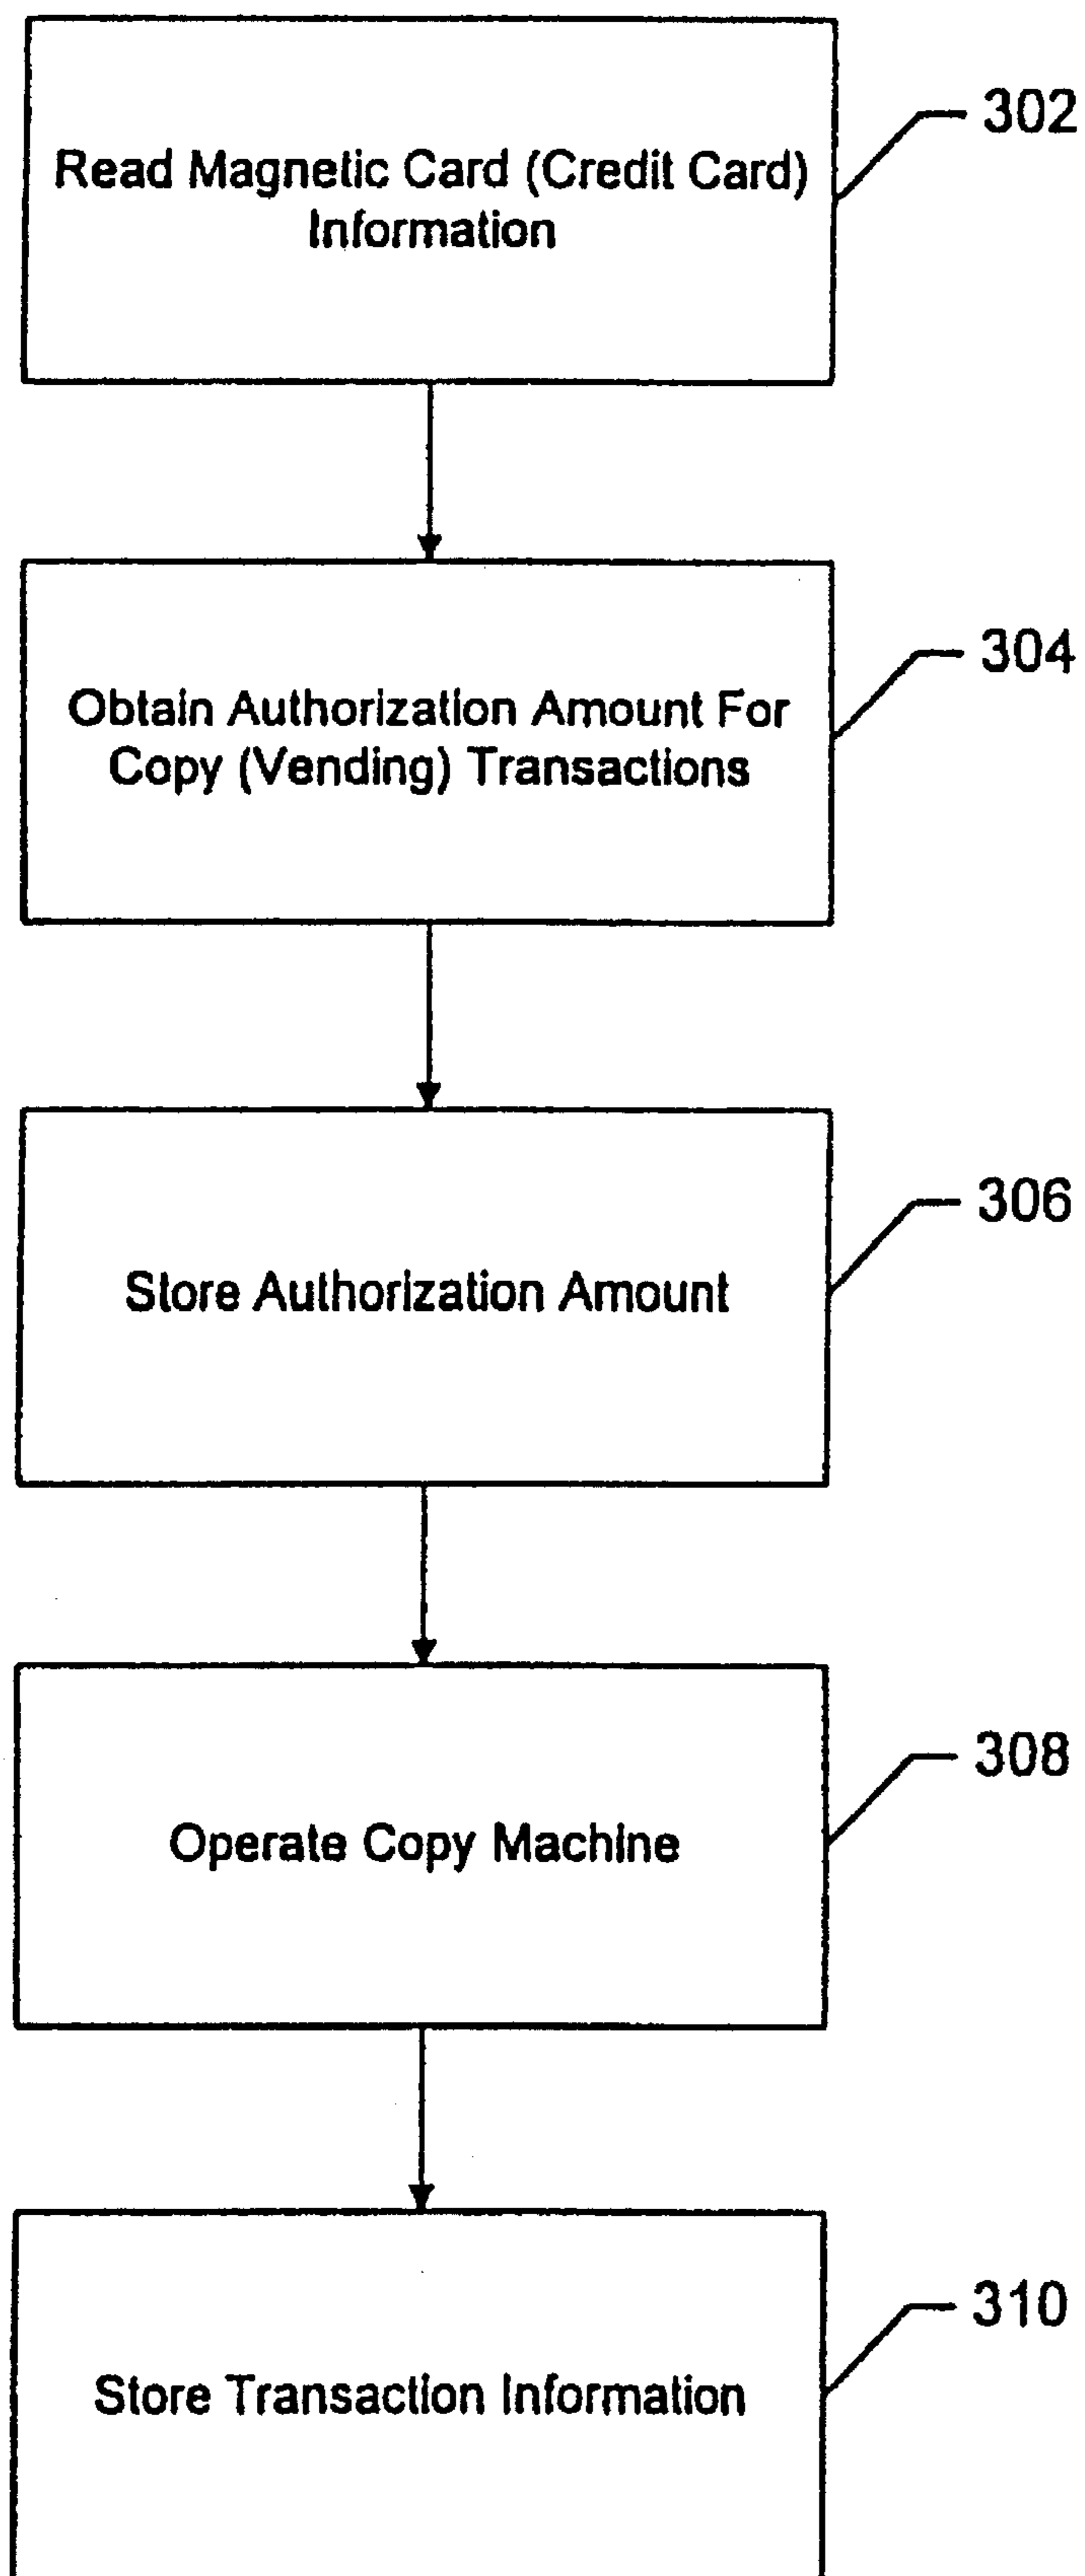 Read Magnetic Card (Credit Card)
Information
302
Obtain Authorization Amount For
Copy (Vending) Transactions
304
Store Authorization Amount
306
Operate Copy Machine
308
Store Transaction Information
310